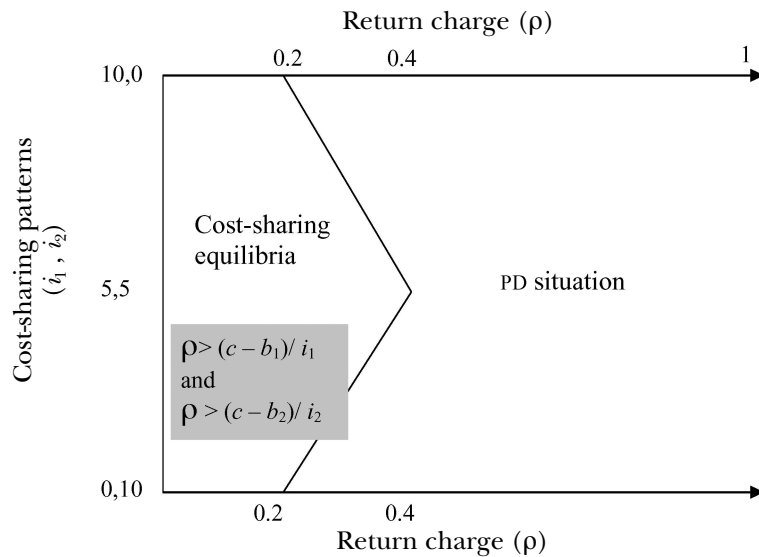 Return charge (ρ)
0.2 0.4 1
10,0
Cost-sharing patterns
(i₁ , i₂)
Cost-sharing
equilibria
5,5
PD situation
ρ> (c – b₁)/ i₁
and
ρ > (c – b₂)/ i₂
0,10
0.2 0.4
Return charge (ρ)